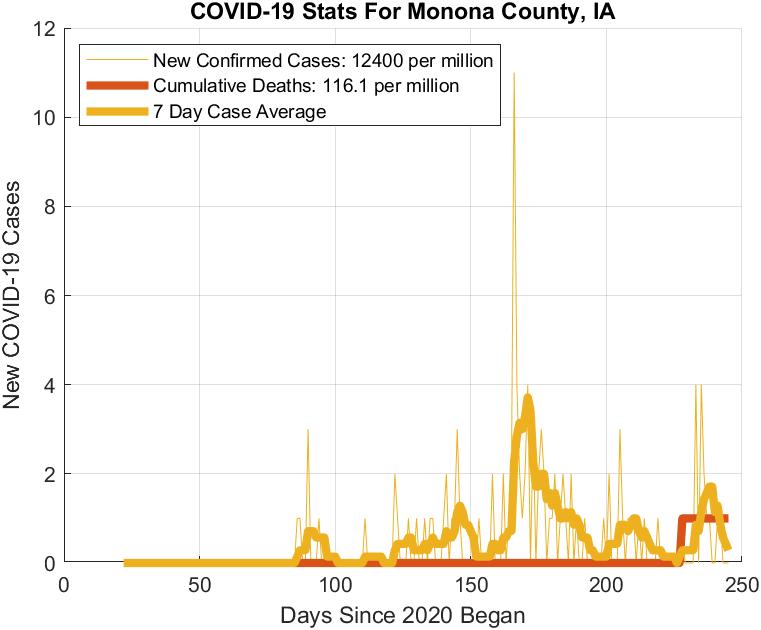 COVID-19 Stats For Monona County, IA
12
10
8
6
4
2
0
New COVID-19 Cases
New Confirmed Cases: 12400 per million
Cumulative Deaths: 116.1 per million
7 Day Case Average
0 50 100 150 200 250
Days Since 2020 Began